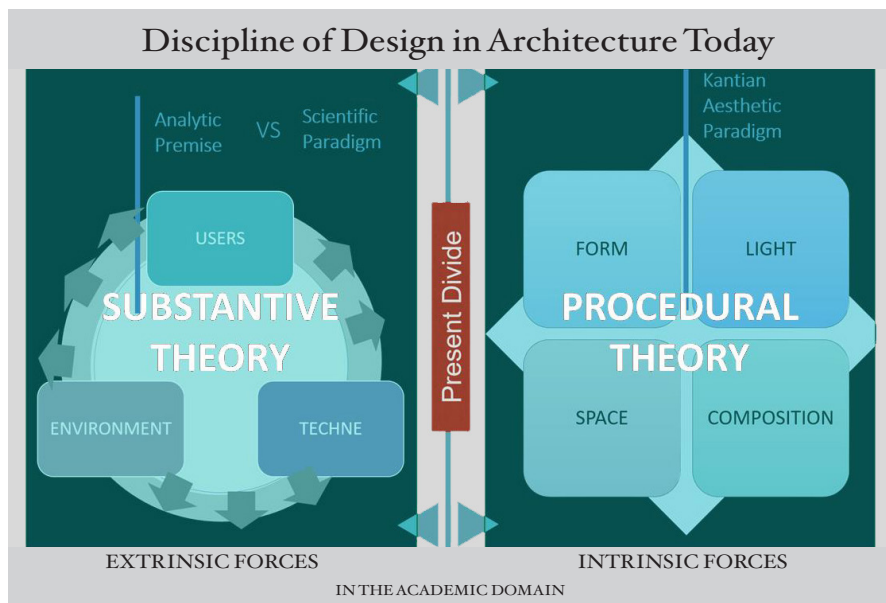 Discipline of Design in Architecture Today
Analytic
Premise
VS
Scientific
Paradigm
USERS
SUBSTANTIVE
THEORY
ENVIRONMENT
TECHNE
Present Divide
Kantian
Aesthetic
Paradigm
FORM
LIGHT
PROCEDURAL
THEORY
SPACE
COMPOSITION
EXTRINSIC FORCES
INTRINSIC FORCES
IN THE ACADEMIC DOMAIN